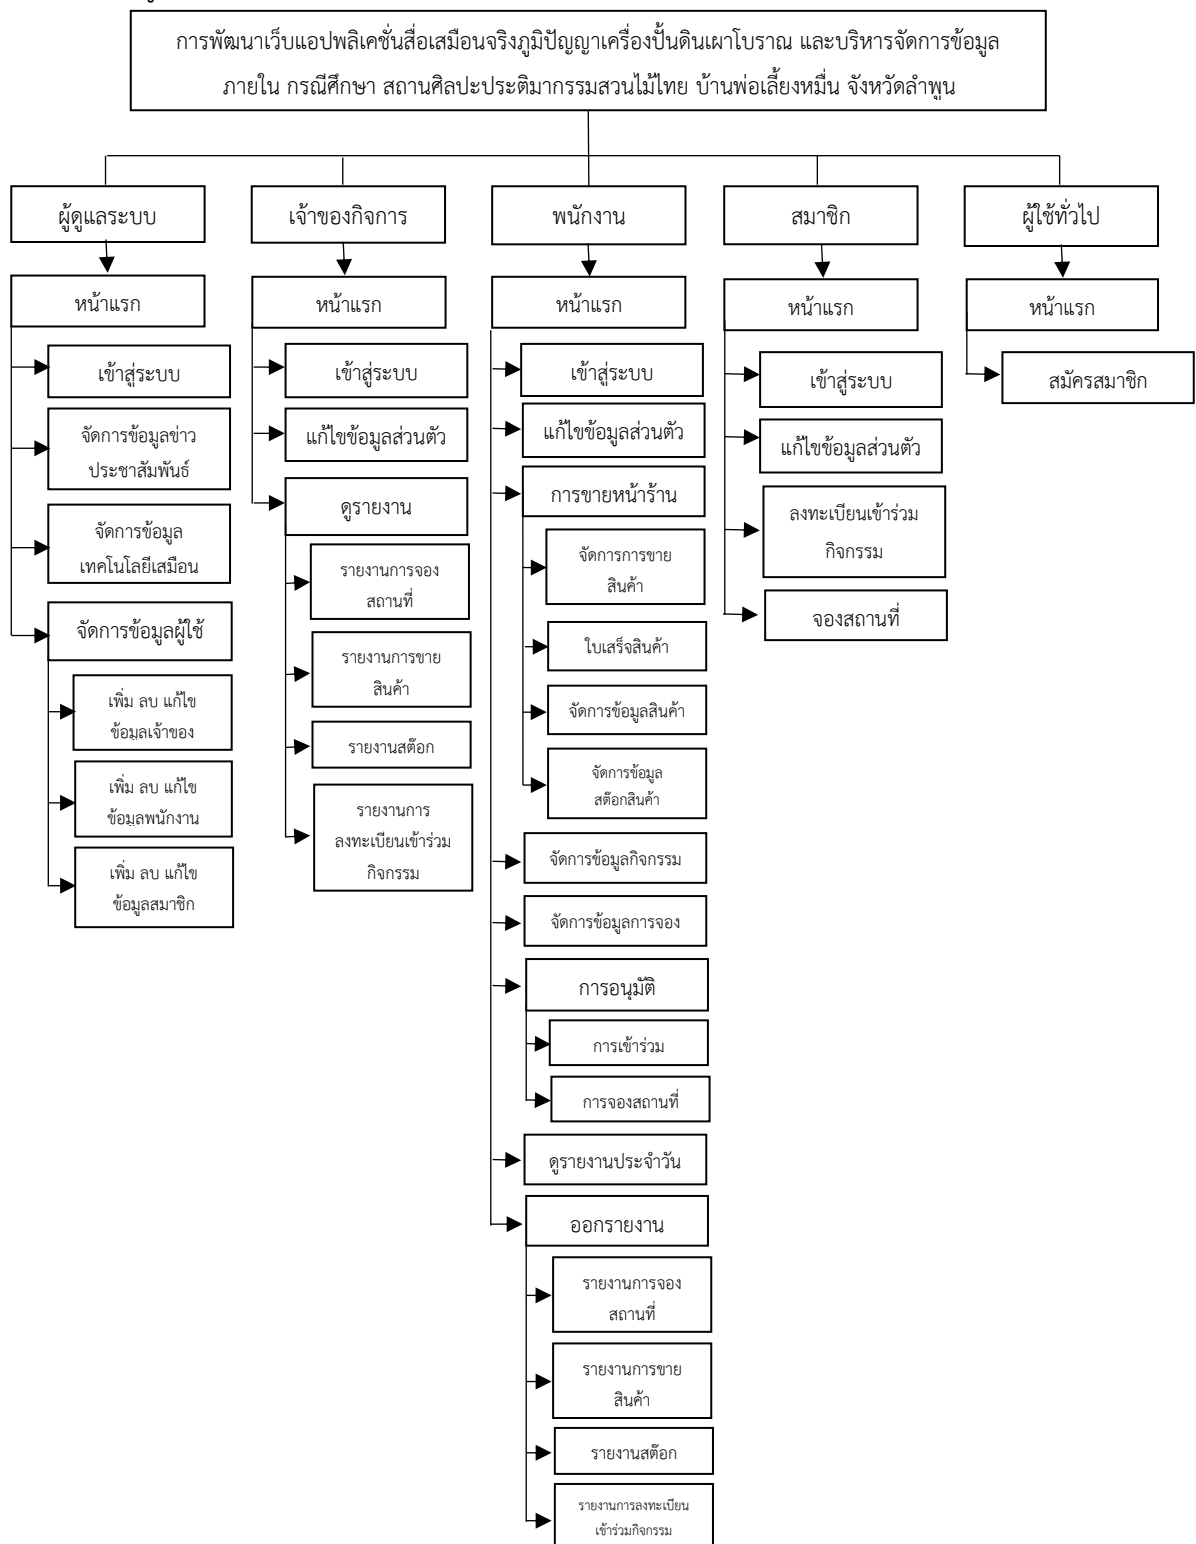 การพัฒนาเว็บแอปพลิเคชั่นสื่อเสมือนจริงภูมิปัญญาเครื่องปั้นดินเผาโบราณ และบริหารจัดการข้อมูล
ภายใน กรณีศึกษา สถานศิลปะประติมากรรมสวนไม้ไทย บ้านพ่อเลี้ยงหมื่น จังหวัดลำพูน
ผู้ดูแลระบบ
หน้าแรก
เข้าสู่ระบบ
จัดการข้อมูลข่าว
ประชาสัมพันธ์
จัดการข้อมูล
เทคโนโลยีเสมือน
จัดการข้อมูลผู้ใช้
เพิ่ม ลบ แก้ไข
ข้อมูลเจ้าของ
เพิ่ม ลบ แก้ไข
ข้อมูลพนักงาน
เพิ่ม ลบ แก้ไข
ข้อมูลสมาชิก
เจ้าของกิจการ
หน้าแรก
เข้าสู่ระบบ
แก้ไขข้อมูลส่วนตัว
ดูรายงาน
รายงานการจอง
สถานที่
รายงานการขาย
สินค้า
รายงานสต๊อก
รายงานการ
ลงทะเบียนเข้าร่วม
กิจกรรม
พนักงาน
หน้าแรก
เข้าสู่ระบบ
แก้ไขข้อมูลส่วนตัว
การขายหน้าร้าน
จัดการการขาย
สินค้า
ใบเสร็จสินค้า
จัดการข้อมูลสินค้า
จัดการข้อมูล
สต๊อกสินค้า
จัดการข้อมูลกิจกรรม
จัดการข้อมูลการจอง
การอนุมัติ
การเข้าร่วม
การจองสถานที่
ดูรายงานประจำวัน
ออกรายงาน
รายงานการจอง
สถานที่
รายงานการขาย
สินค้า
รายงานสต๊อก
รายงานการลงทะเบียน
เข้าร่วมกิจกรรม
สมาชิก
หน้าแรก
เข้าสู่ระบบ
แก้ไขข้อมูลส่วนตัว
ลงทะเบียนเข้าร่วม
กิจกรรม
จองสถานที่
ผู้ใช้ทั่วไป
หน้าแรก
สมัครสมาชิก